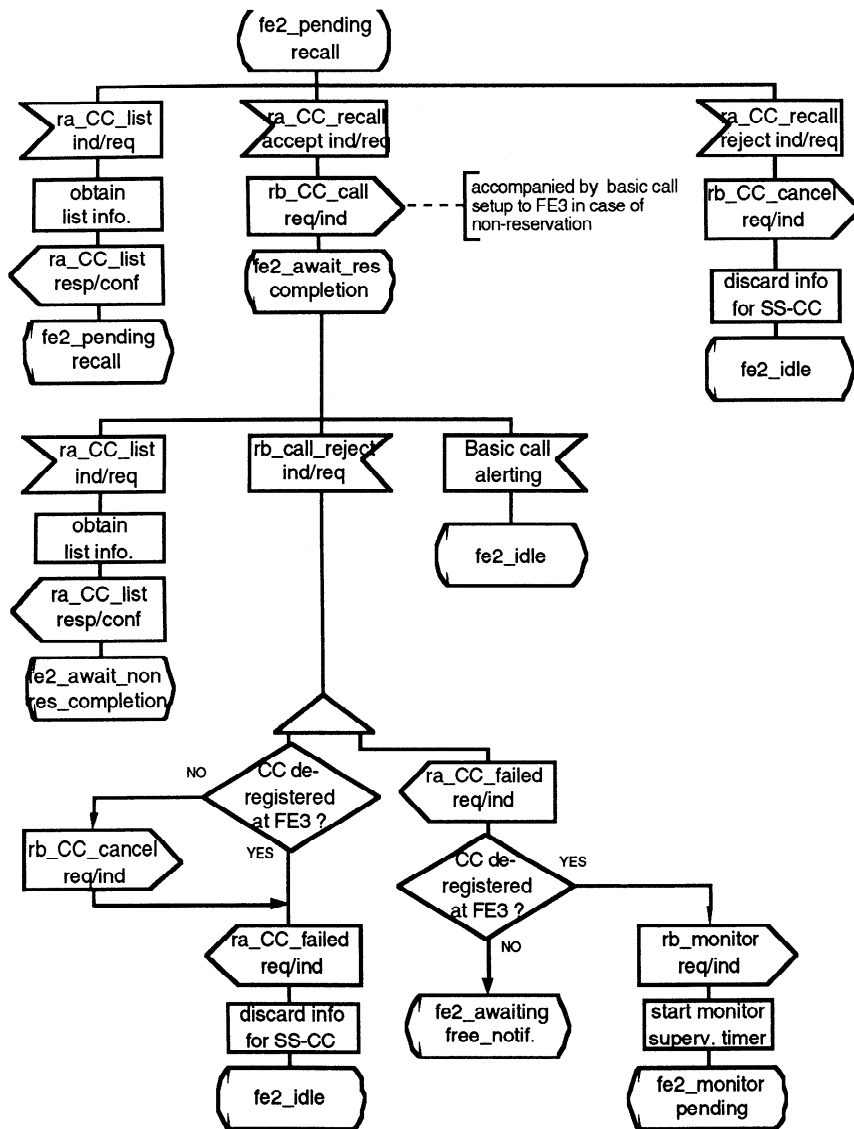 fe2_pending
recall
ra_CC_list
ind/req
ra_CC_recall
accept ind/req
ra_CC_recall
reject ind/req
obtain
list info.
rb_CC_call
req/ind
accompanied by basic call
setup to FE3 in case of
non-reservation
rb_CC_cancel
req/ind
ra_CC_list
resp/conf
fe2_await_res
completion
discard info
for SS-CC
fe2_pending
recall
fe2_idle
ra_CC_list
ind/req
rb_call_reject
ind/req
Basic call
alerting
obtain
list info.
fe2_idle
ra_CC_list
resp/conf
fe2_await_non
res_completion
NO
CC de-
registered
at FE3 ?
YES
ra_CC_failed
req/ind
rb_CC_cancel
req/ind
CC de-
registered
at FE3 ?
YES
NO
ra_CC_failed
req/ind
rb_monitor
req/ind
discard info
for SS-CC
fe2_awaiting
free_notif.
start monitor
superv. timer
fe2_idle
fe2_monitor
pending